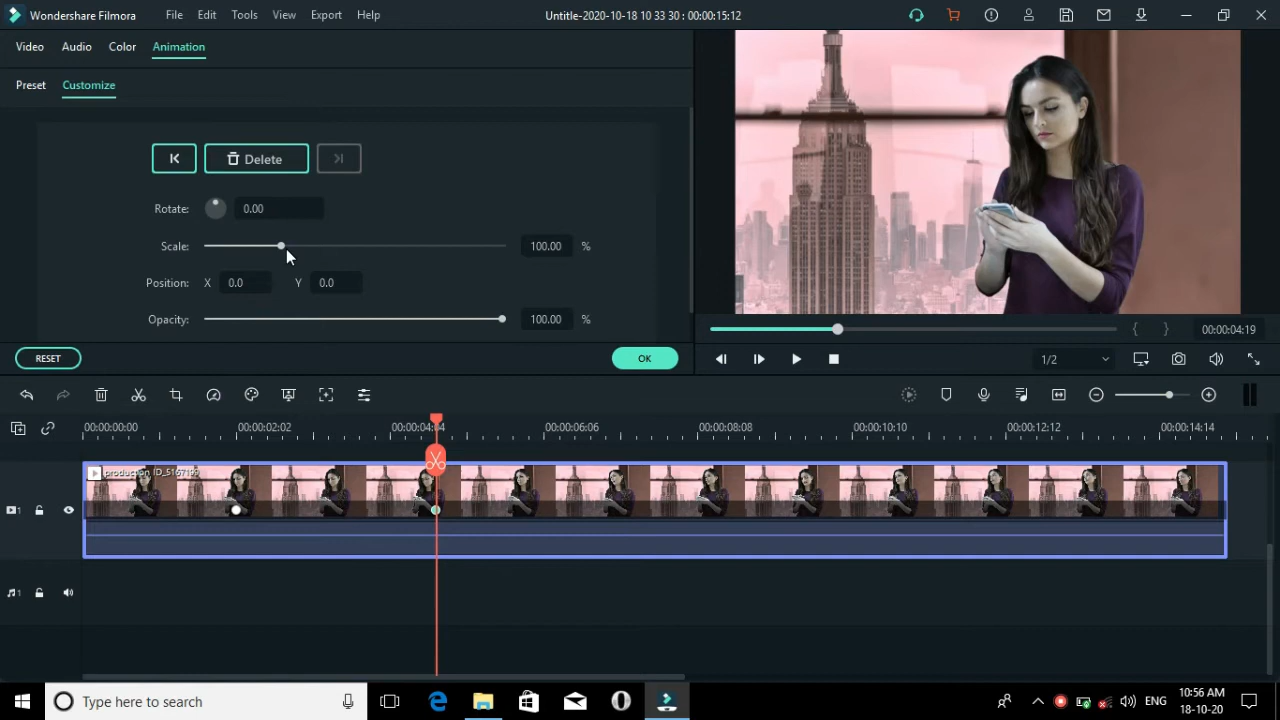 Wondershare Filmora File Edit Tools View Export Help Untitle-2020-10-18 10 33 30 : 00:00:15:12
Video Audio Color Animation
Preset Customize
Delete
Rotate: 0.00
Scale: 100.00 %
Position: X 0.0 Y 0.0
Opacity: 100.00 %
RESET OK
00:00:04:19
1/2
00:00:00:00 00:00:02:02 00:00:04:04 00:00:06:06 00:00:08:08 00:00:10:10 00:00:12:12 00:00:14:14
production ID_5167199
1
1
Type here to search
ENG
10:56 AM
18-10-20